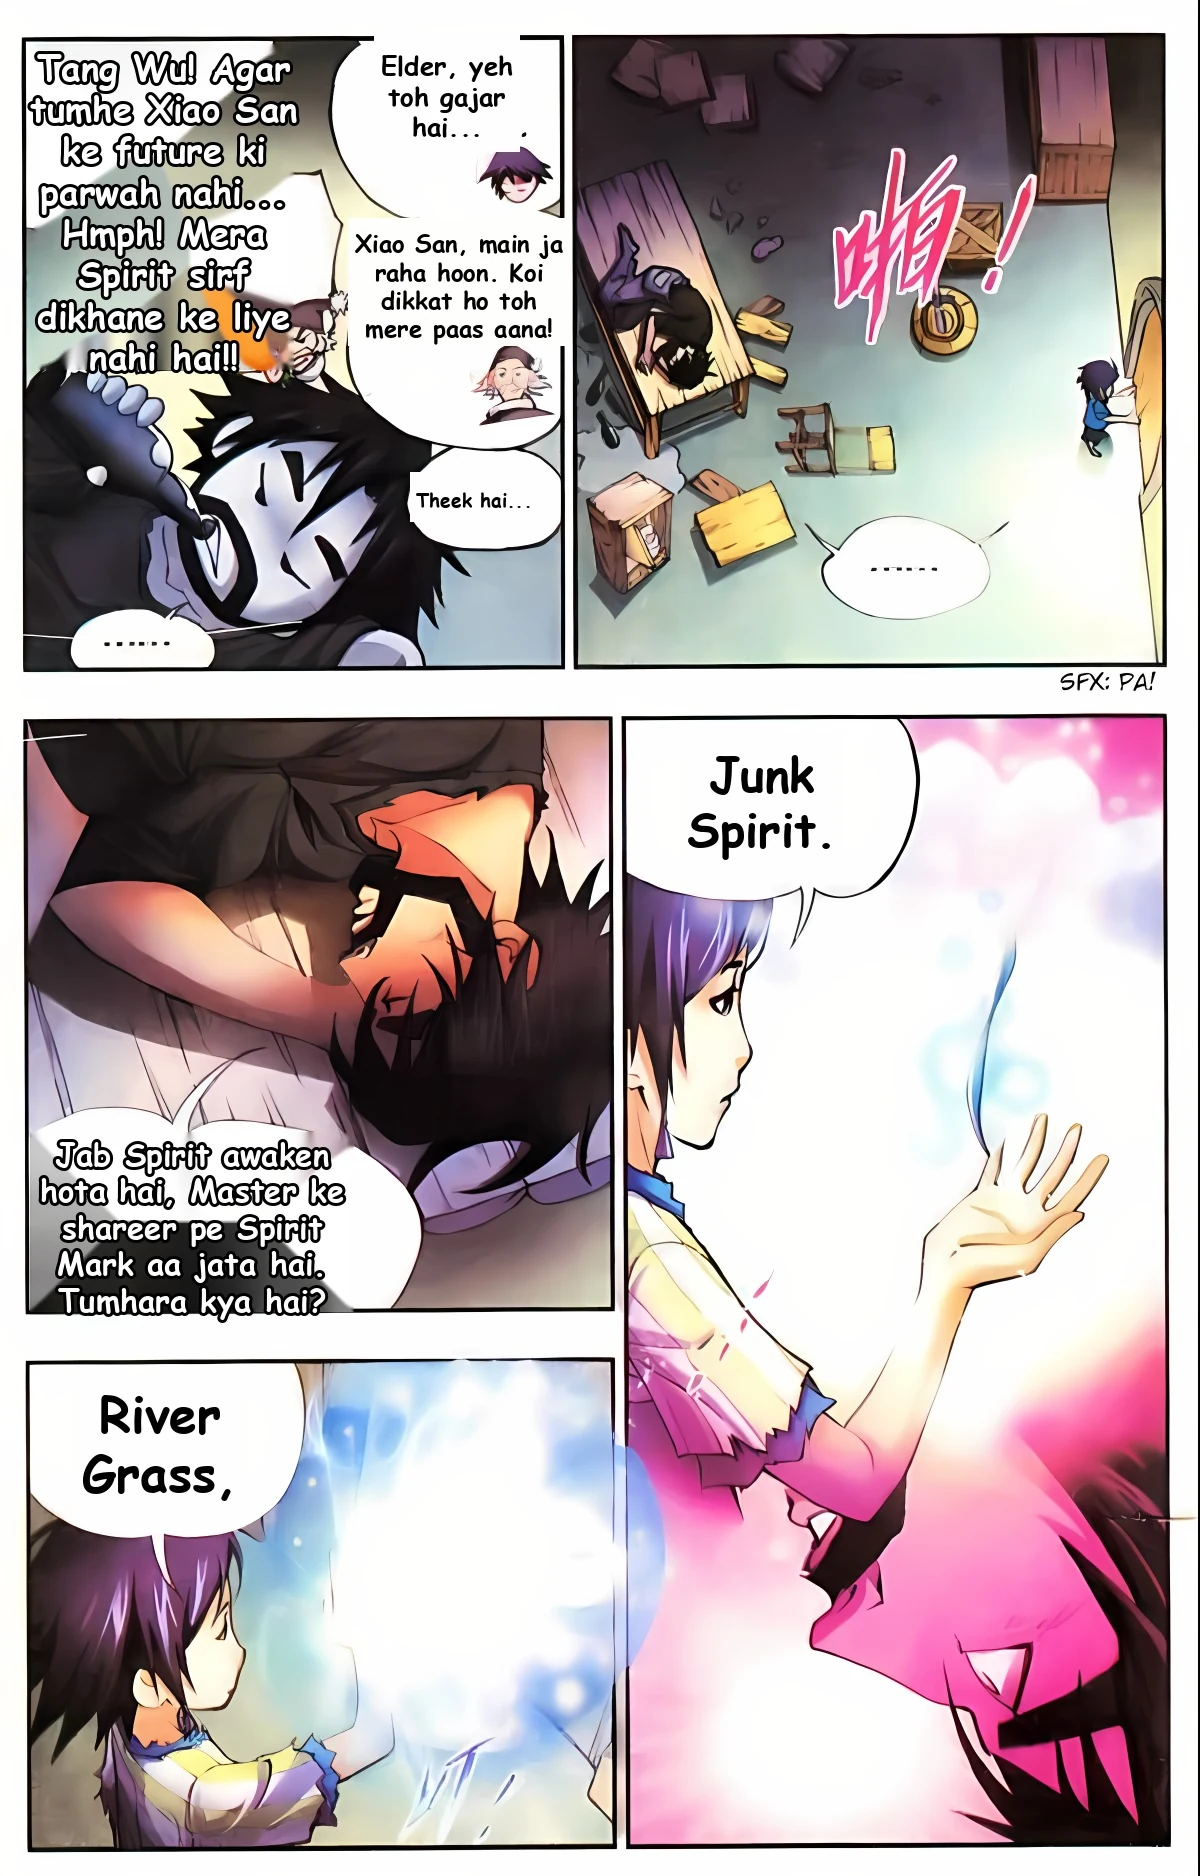 Tang Wu! Agar
tumhe Xiao San
ke future ki
parwah nahi...
Hmph! Mera
Spirit sirf
dikhane ke liye
nahi hai!!
Elder, yeh
toh gajar
hai...
Xiao San, main ja
raha hoon. Koi
dikkat ho toh
mere paas aana!
Theek hai...
......
啪!
......
SFX: PA!
Jab Spirit awaken
hota hai, Master ke
shareer pe Spirit
Mark aa jata hai.
Tumhara kya hai?
Junk
Spirit.
River
Grass,